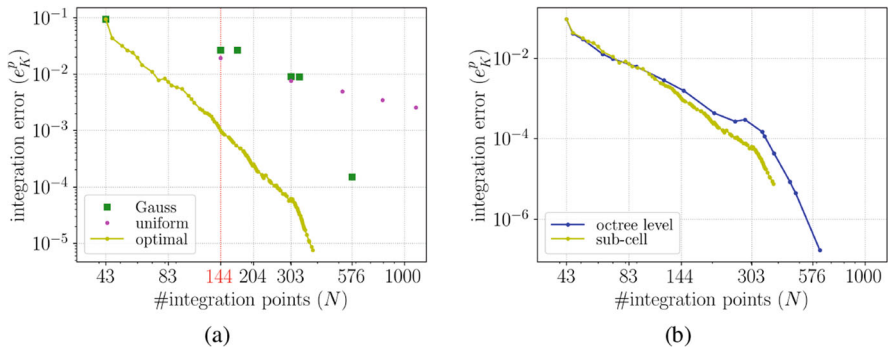 10^{-1}
10^{-2}
10^{-3}
10^{-4}
10^{-5}
integration error (e_K^p)
Gauss
uniform
optimal
43 83 144 204 303 576 1000
#integration points (N)
(a)
10^{-2}
10^{-4}
10^{-6}
integration error (e_K^p)
octree level
sub-cell
43 83 144 303 576 1000
#integration points (N)
(b)